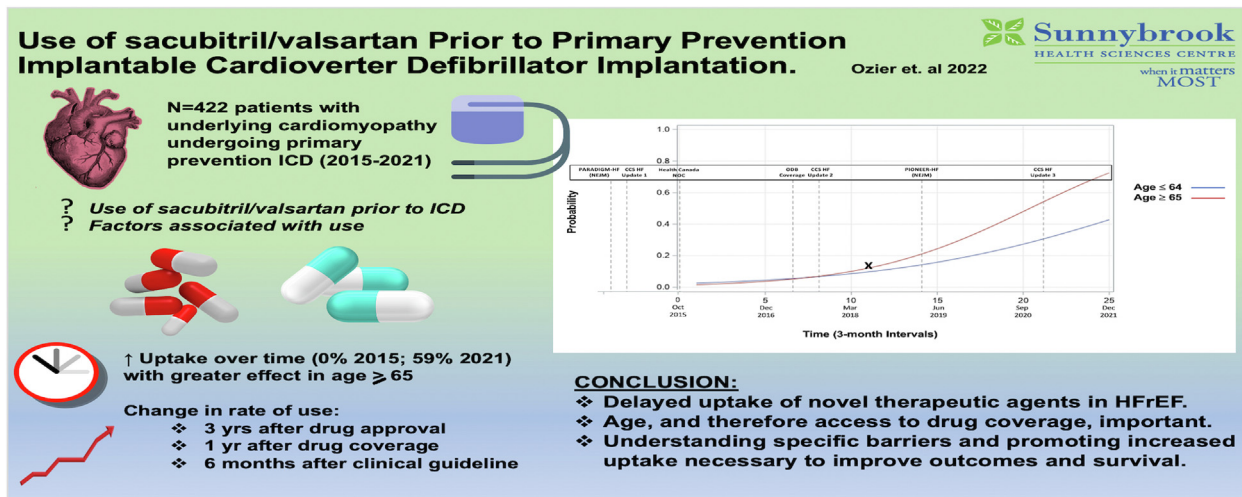 Use of sacubitril/valsartan Prior to Primary Prevention
Implantable Cardioverter Defibrillator Implantation.
Ozier et. al 2022
Sunnybrook
HEALTH SCIENCES CENTRE
when it matters
MOST
N=422 patients with
underlying cardiomyopathy
undergoing primary
prevention ICD (2015-2021)
? Use of sacubitril/valsartan prior to ICD
? Factors associated with use
↑ Uptake over time (0% 2015; 59% 2021)
with greater effect in age ⩾ 65
Change in rate of use:
❖ 3 yrs after drug approval
❖ 1 yr after drug coverage
❖ 6 months after clinical guideline
1.0
0.8
PARADIGM-HF CCS HF Health Canada ODB CCS HF PIONEER-HF CCS HF
(NEJM) Update 1 NOC Coverage Update 2 (NEJM) Update 3
0.6
0.4
0.2
0.0
Probability
x
Age ≤ 64
Age ≥ 65
0 5 10 15 20 25
Oct Dec Mar Jun Sep Dec
2015 2016 2018 2019 2020 2021
Time (3-month Intervals)
CONCLUSION:
❖ Delayed uptake of novel therapeutic agents in HFrEF.
❖ Age, and therefore access to drug coverage, important.
❖ Understanding specific barriers and promoting increased
uptake necessary to improve outcomes and survival.